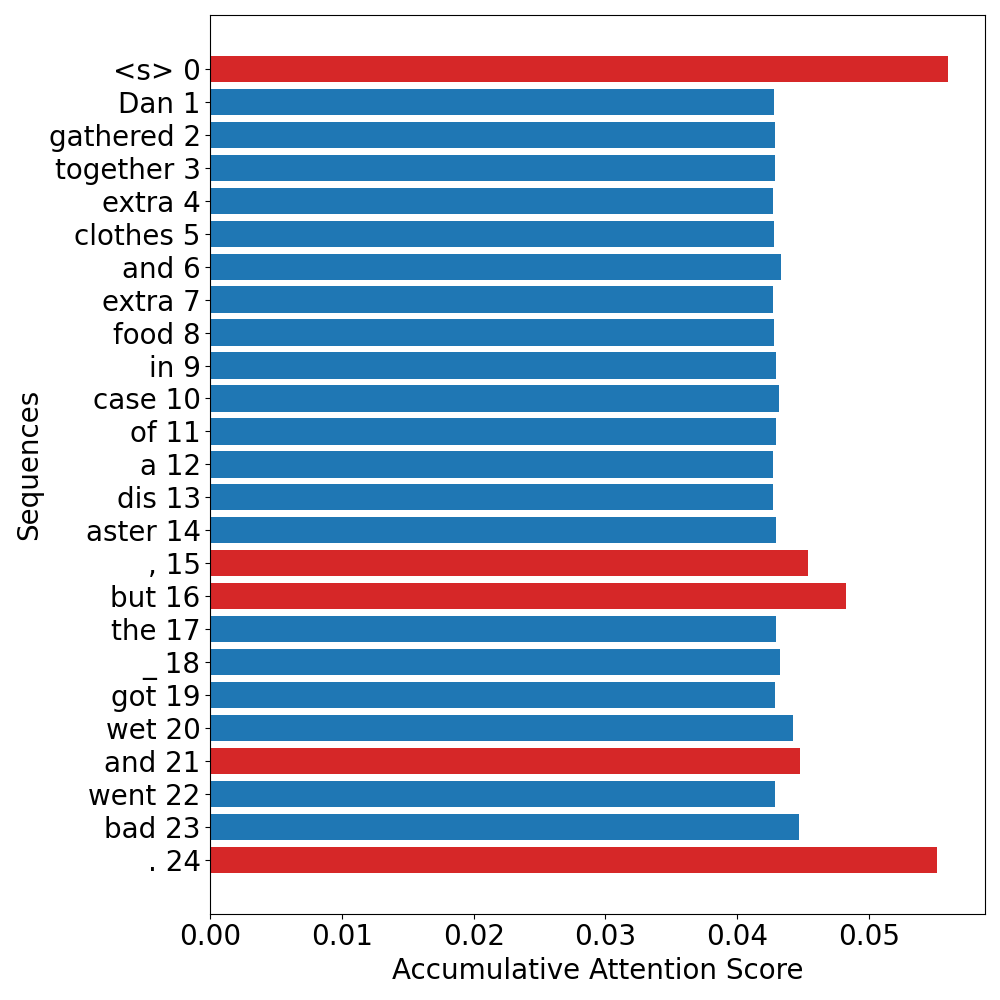 <s> 0
Dan 1
gathered 2
together 3
extra 4
clothes 5
and 6
extra 7
food 8
in 9
case 10
of 11
a 12
dis 13
aster 14
, 15
but 16
the 17
_ 18
got 19
wet 20
and 21
went 22
bad 23
. 24
Sequences
0.00 0.01 0.02 0.03 0.04 0.05
Accumulative Attention Score